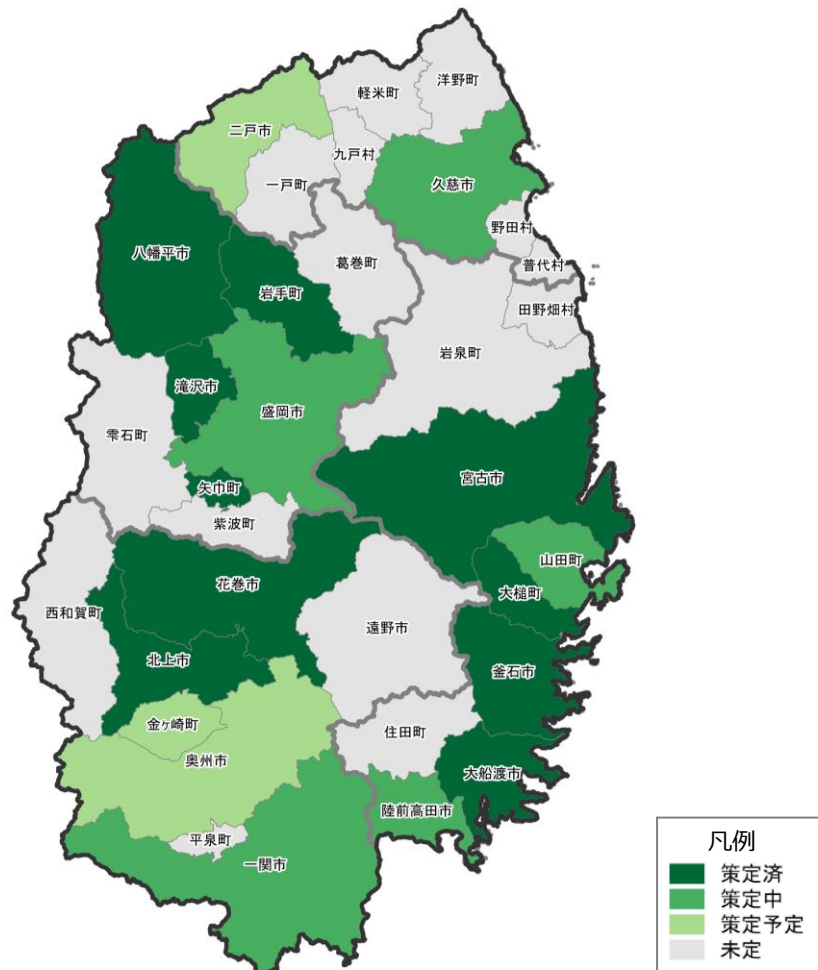 洋野町
軽米町
二戸市
九戸村
一戸町
久慈市
野田村
八幡平市
葛巻町
普代村
岩手町
田野畑村
岩泉町
滝沢市
盛岡市
雫石町
宮古市
矢巾町
紫波町
山田町
花巻市
大槌町
西和賀町
遠野市
北上市
釜石市
金ヶ崎町
住田町
奥州市
大船渡市
陸前高田市
平泉町
一関市
凡例
策定済
策定中
策定予定
未定